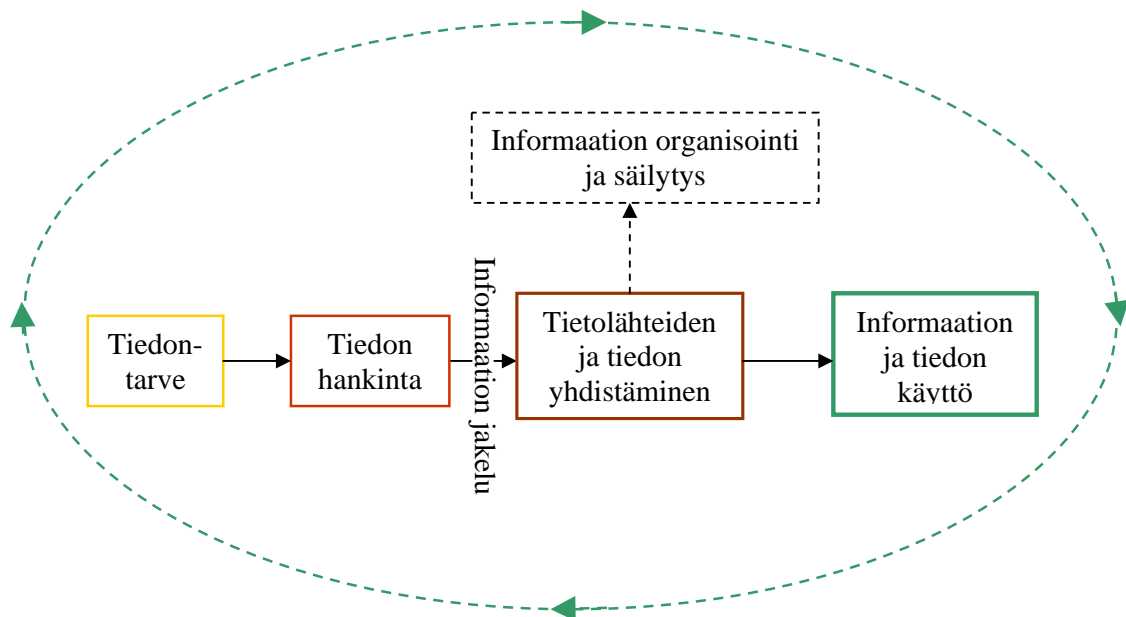 Informaation organisointi
ja säilytys
Tiedon-
tarve
Tiedon
hankinta
Informaation jakelu
Tietolähteiden
ja tiedon
yhdistäminen
Informaation
ja tiedon
käyttö